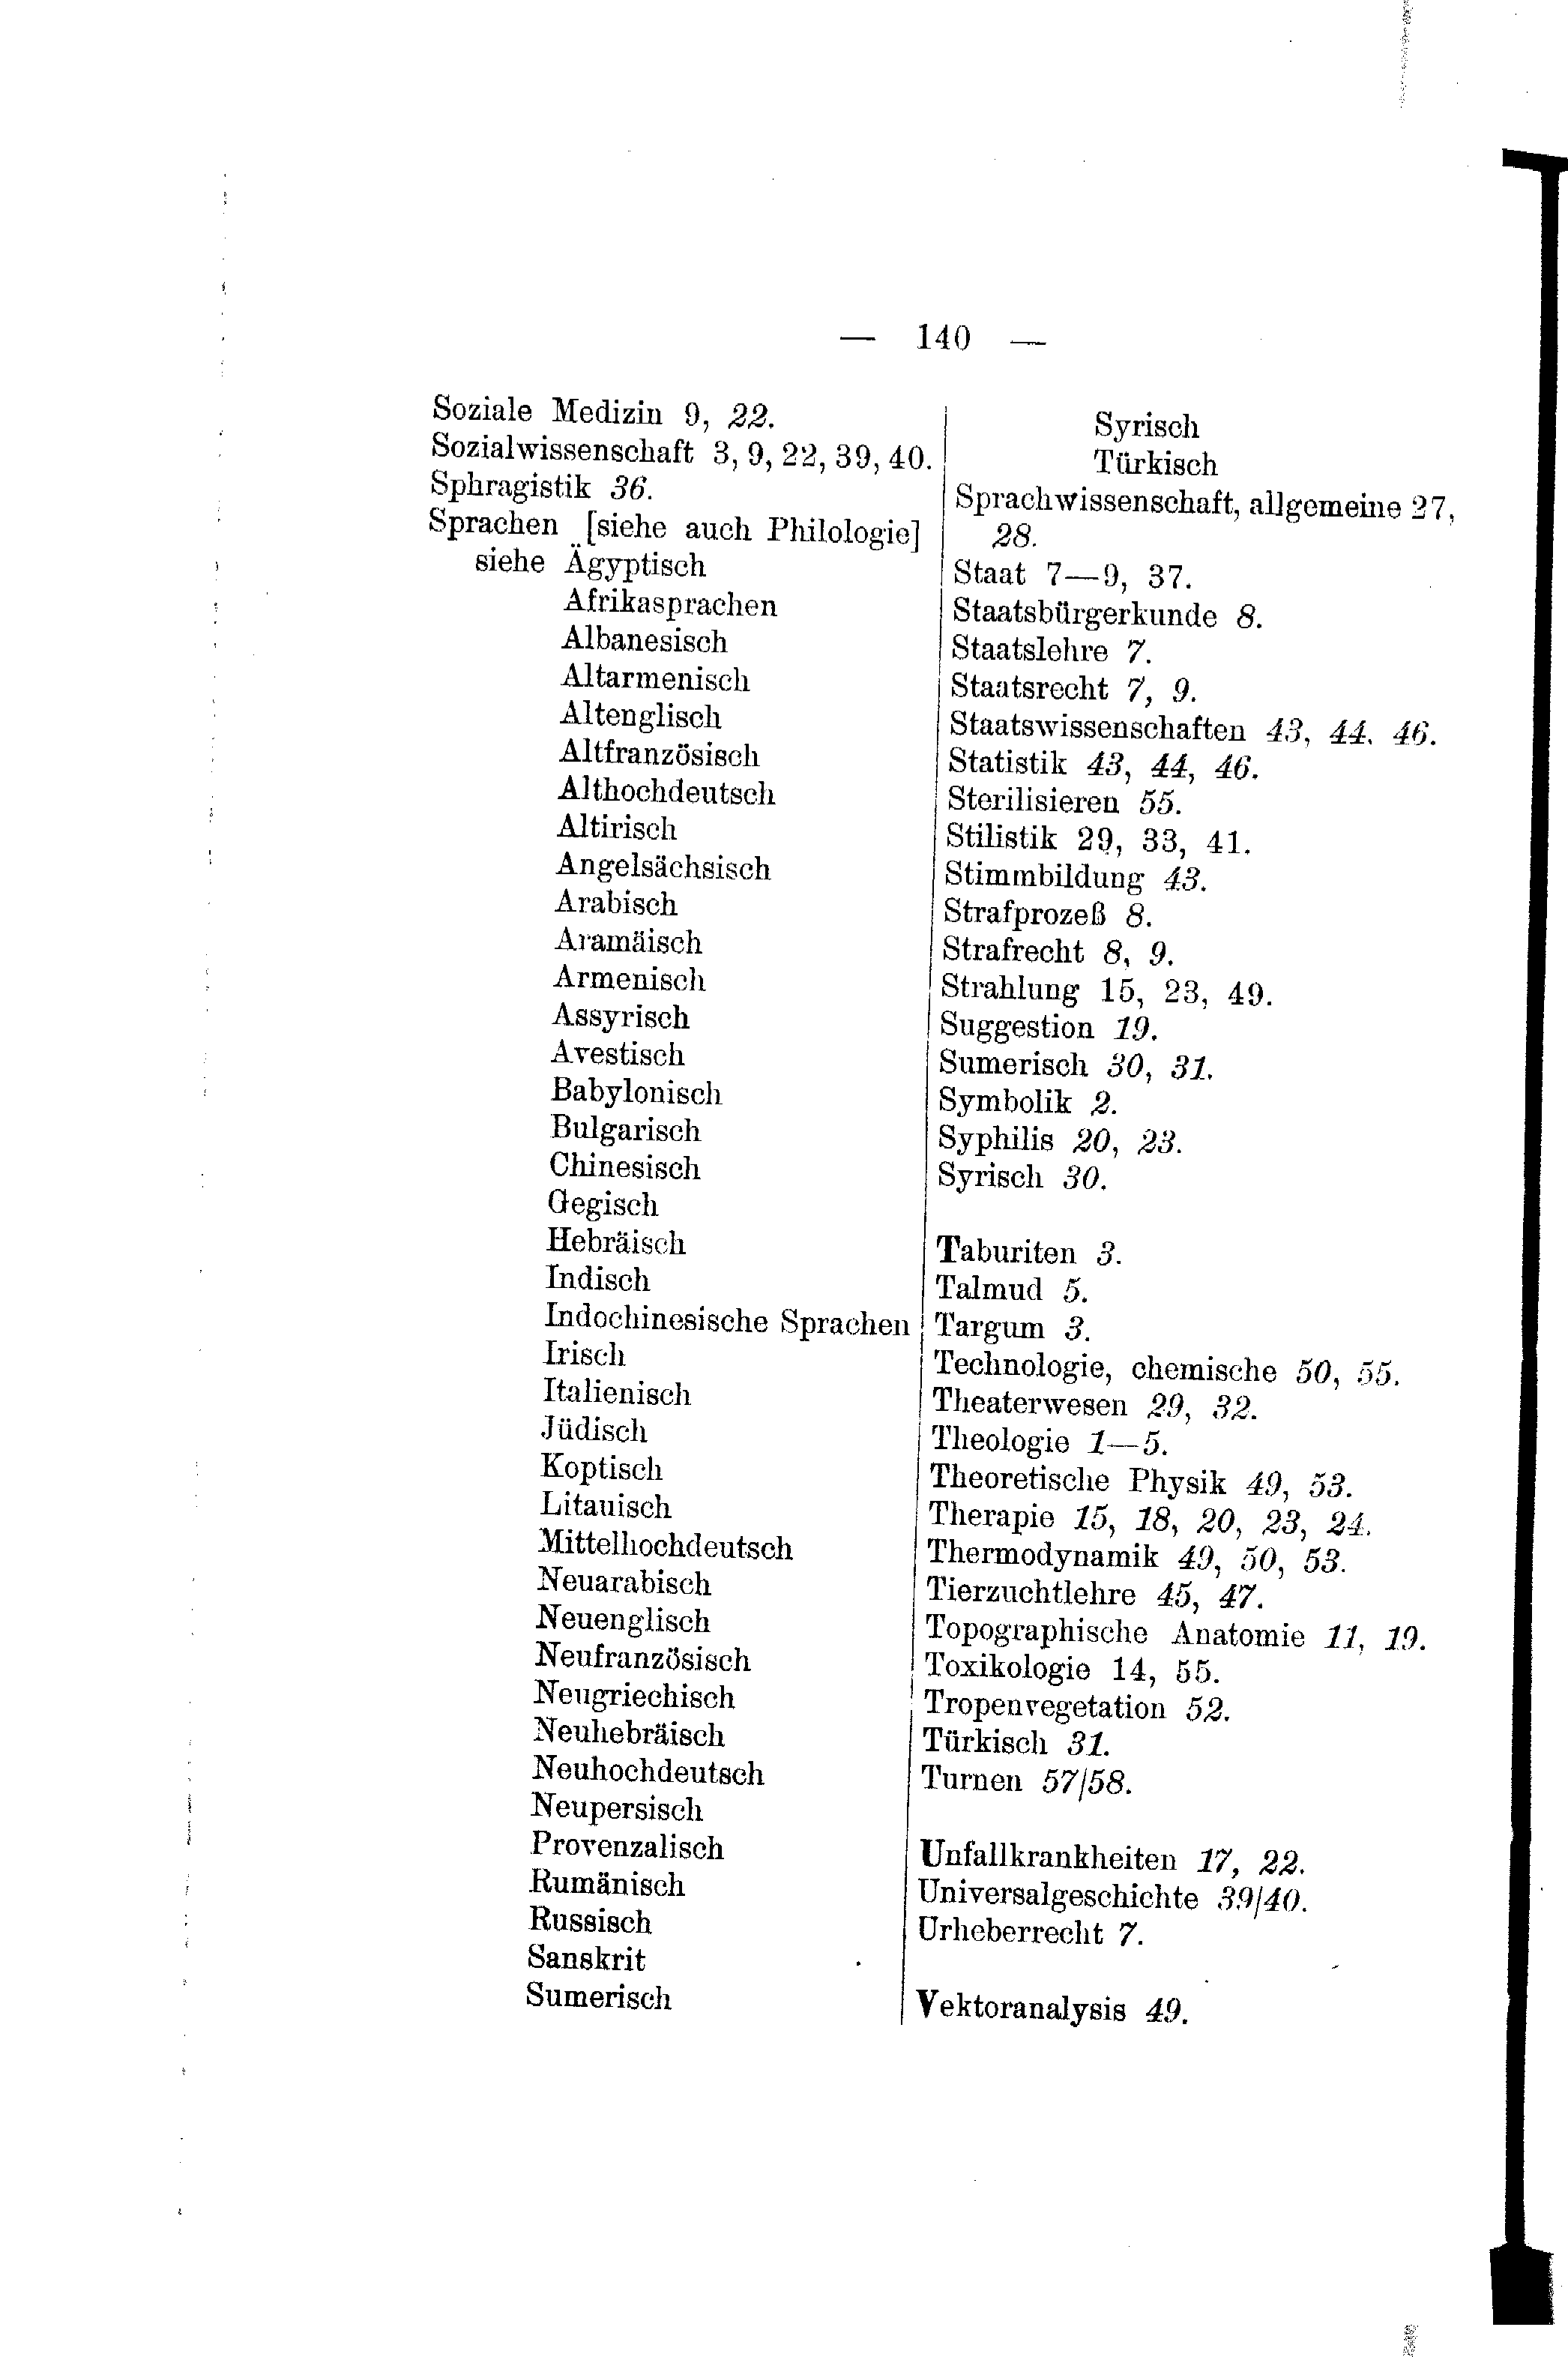 — 140 —
Soziale Medizin 9, 22.
Sozialwissenschaft 3, 9, 22, 39, 40.
Sphragistik 36.
Sprachen [siehe auch Philologie]
siehe Ägyptisch
Afrikasprachen
Albanesisch
Altarmenisch
Altenglisch
Altfranzösisch
Althochdeutsch
Altirisch
Angelsächsisch
Arabisch
Aramäisch
Armenisch
Assyrisch
Avestisch
Babylonisch
Bulgarisch
Chinesisch
Gegisch
Hebräisch
Indisch
Indochinesische Sprachen
Irisch
Italienisch
Jüdisch
Koptisch
Litauisch
Mittelhochdeutsch
Neuarabisch
Neuenglisch
Neufranzösisch
Neugriechisch
Neuhebräisch
Neuhochdeutsch
Neupersisch
Provenzalisch
Rumänisch
Russisch
Sanskrit
Sumerisch
Syrisch
Türkisch
Sprachwissenschaft, allgemeine 27,
28.
Staat 7—9, 37.
Staatsbürgerkunde 8.
Staatslehre 7.
Staatsrecht 7, 9.
Staatswissenschaften 43, 44, 46.
Statistik 43, 44, 46.
Sterilisieren 55.
Stilistik 29, 33, 41.
Stimmbildung 43.
Strafprozeß 8.
Strafrecht 8, 9.
Strahlung 15, 23, 49.
Suggestion 19.
Sumerisch 30, 31.
Symbolik 2.
Syphilis 20, 23.
Syrisch 30.
Taburiten 3.
Talmud 5.
Targum 3.
Technologie, chemische 50, 55.
Theaterwesen 29, 32.
Theologie 1—5.
Theoretische Physik 49, 53.
Therapie 15, 18, 20, 23, 24.
Thermodynamik 49, 50, 53.
Tierzuchtlehre 45, 47.
Topographische Anatomie 11, 19.
Toxikologie 14, 55.
Tropenvegetation 52.
Türkisch 31.
Turnen 57/58.
Unfallkrankheiten 17, 22.
Universalgeschichte 39/40.
Urheberrecht 7.
Vektoranalysis 49.